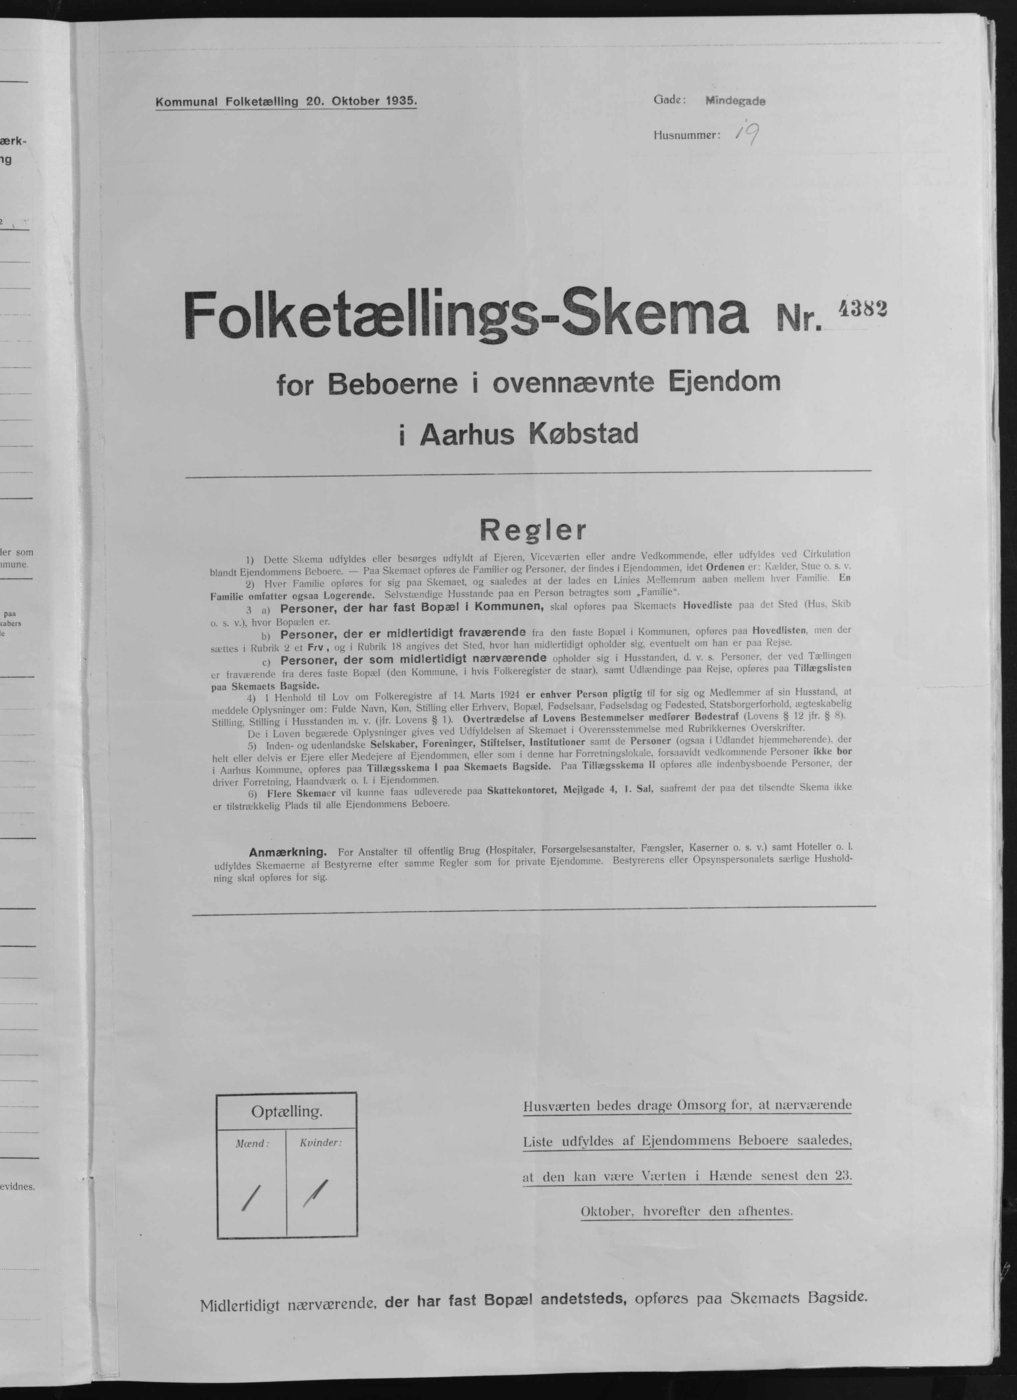 ærk-
ng
2
ler som
mune.
paa
kabers
le
evidnes.
Kommunal Folketælling 20. Oktober 1935.
Gade: Mindegade
Husnummer: 19
Folketællings-Skema Nr. 4382
for Beboerne i ovennævnte Ejendom
i Aarhus Købstad
Regler
1) Dette Skema udfyldes eller besørges udfyldt af Ejeren, Viceværten eller andre Vedkommende, eller udfyldes ved Cirkulation
blandt Ejendommens Beboere. — Paa Skemaet opføres de Familier og Personer, der findes i Ejendommen, idet Ordenen er: Kælder, Stue o. s. v.
2) Hver Familie opføres for sig paa Skemaet, og saaledes at der lades en Linies Mellemrum aaben mellem hver Familie. En
Familie omfatter ogsaa Logerende. Selvstændige Husstande paa en Person betragtes som „Familie“.
3 a) Personer, der har fast Bopæl i Kommunen, skal opføres paa Skemaets Hovedliste paa det Sted (Hus, Skib
o. s. v.), hvor Bopælen er.
b) Personer, der er midlertidigt fraværende fra den faste Bopæl i Kommunen, opføres paa Hovedlisten, men der
sættes i Rubrik 2 et Frv, og i Rubrik 18 angives det Sted, hvor han midlertidigt opholder sig, eventuelt om han er paa Rejse.
c) Personer, der som midlertidigt nærværende opholder sig i Husstanden, d. v. s. Personer, der ved Tællingen
er fraværende fra deres faste Bopæl (den Kommune, i hvis Folkeregister de staar), samt Udlændinge paa Rejse, opføres paa Tillægslisten
paa Skemaets Bagside.
4) I Henhold til Lov om Folkeregistre af 14. Marts 1924 er enhver Person pligtig til for sig og Medlemmer af sin Husstand, at
meddele Oplysninger om: Fulde Navn, Køn, Stilling eller Erhverv, Bopæl, Fødselsaar, Fødselsdag og Fødested, Statsborgerforhold, ægteskabelig
Stilling, Stilling i Husstanden m. v. (jfr. Lovens § 1). Overtrædelse af Lovens Bestemmelser medfører Bødestraf (Lovens § 12 jfr. § 8).
De i Loven begærede Oplysninger gives ved Udfyldelsen af Skemaet i Overensstemmelse med Rubrikkernes Overskrifter.
5) Inden- og udenlandske Selskaber, Foreninger, Stiftelser, Institutioner samt de Personer (ogsaa i Udlandet hjemmehørende), der
helt eller delvis er Ejere eller Medejere af Ejendommen, eller som i denne har Forretningslokale, forsaavidt vedkommende Personer ikke bor
i Aarhus Kommune, opføres paa Tillægsskema I paa Skemaets Bagside. Paa Tillægsskema II opføres alle indenbysboende Personer, der
driver Forretning, Haandværk o. l. i Ejendommen.
6) Flere Skemaer vil kunne faas udleverede paa Skattekontoret, Mejlgade 4, 1. Sal, saafremt der paa det tilsendte Skema ikke
er tilstrækkelig Plads til alle Ejendommens Beboere.
Anmærkning. For Anstalter til offentlig Brug (Hospitaler, Forsørgelsesanstalter, Fængsler, Kaserner o. s. v.) samt Hoteller o. l.
udfyldes Skemaerne af Bestyrerne efter samme Regler som for private Ejendomme. Bestyrerens eller Opsynspersonalets særlige Hushold-
ning skal opføres for sig.
Optælling.
Mænd: Kvinder:
1 1
Husværten bedes drage Omsorg for, at nærværende
Liste udfyldes af Ejendommens Beboere saaledes,
at den kan være Værten i Hænde senest den 23.
Oktober, hvorefter den afhentes.
Midlertidigt nærværende, der har fast Bopæl andetsteds, opføres paa Skemaets Bagside.